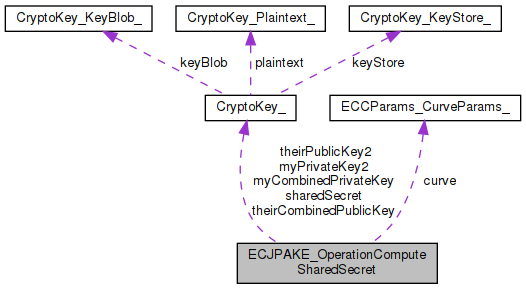 CryptoKey_KeyBlob_
CryptoKey_Plaintext_
CryptoKey_KeyStore_
keyBlob
plaintext
keyStore
CryptoKey_
ECCParams_CurveParams_
theirPublicKey2
myPrivateKey2
myCombinedPrivateKey
sharedSecret
theirCombinedPublicKey
curve
ECJPAKE_OperationCompute
SharedSecret